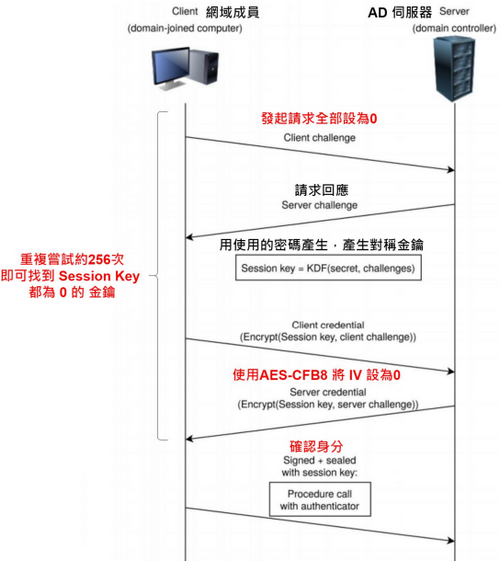 Client 網域成員
(domain-joined computer)
AD 伺服器 Server
(domain controller)
發起請求全部設為0
Client challenge
請求回應
Server challenge
用使用的密碼產生,產生對稱金鑰
Session key = KDF(secret, challenges)
重複嘗試約256次
即可找到 Session Key
都為 0 的 金鑰
Client credential
(Encrypt(Session key, client challenge))
使用AES-CFB8 將 IV 設為0
Server credential
(Encrypt(Session key, server challenge))
確認身分
Signed + sealed
with session key:
Procedure call
with authenticator